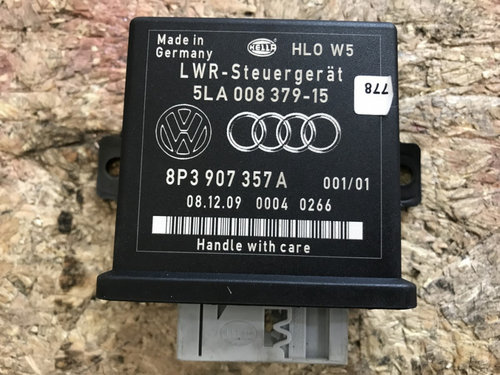 Made in
Germany
HELLA
HLO W5
LWR-Steuergerät
5LA 008 379-15
778
8P3 907 357A
001/01
08.12.09 0004 0266
Handle with care